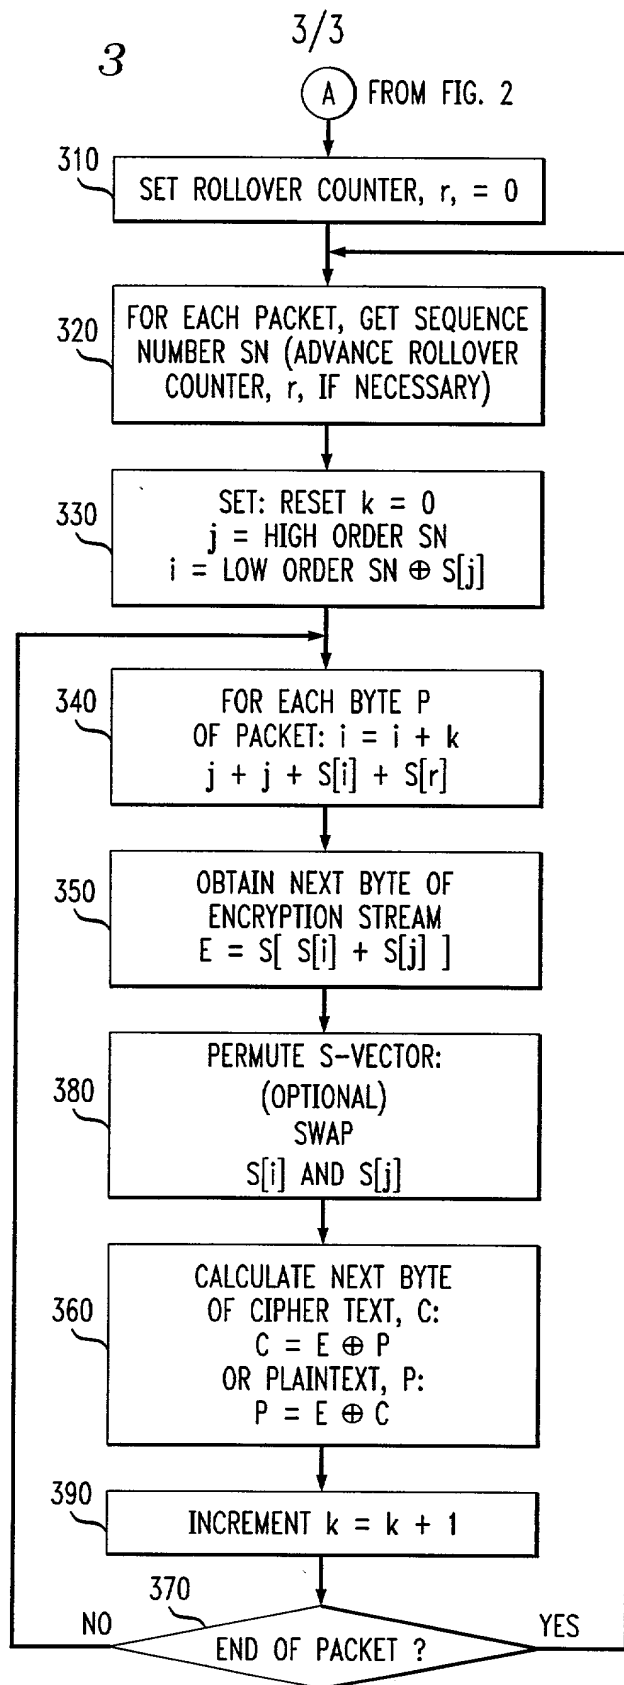 3/3
3
A FROM FIG. 2
310
SET ROLLOVER COUNTER, r, = 0
320
FOR EACH PACKET, GET SEQUENCE
NUMBER SN (ADVANCE ROLLOVER
COUNTER, r, IF NECESSARY)
330
SET: RESET k = 0
j = HIGH ORDER SN
i = LOW ORDER SN ⊕ S[j]
340
FOR EACH BYTE P
OF PACKET: i = i + k
j + j + S[i] + S[r]
350
OBTAIN NEXT BYTE OF
ENCRYPTION STREAM
E = S[ S[i] + S[j] ]
380
PERMUTE S-VECTOR:
(OPTIONAL)
SWAP
S[i] AND S[j]
360
CALCULATE NEXT BYTE
OF CIPHER TEXT, C:
C = E ⊕ P
OR PLAINTEXT, P:
P = E ⊕ C
390
INCREMENT k = k + 1
370
NO
END OF PACKET ?
YES